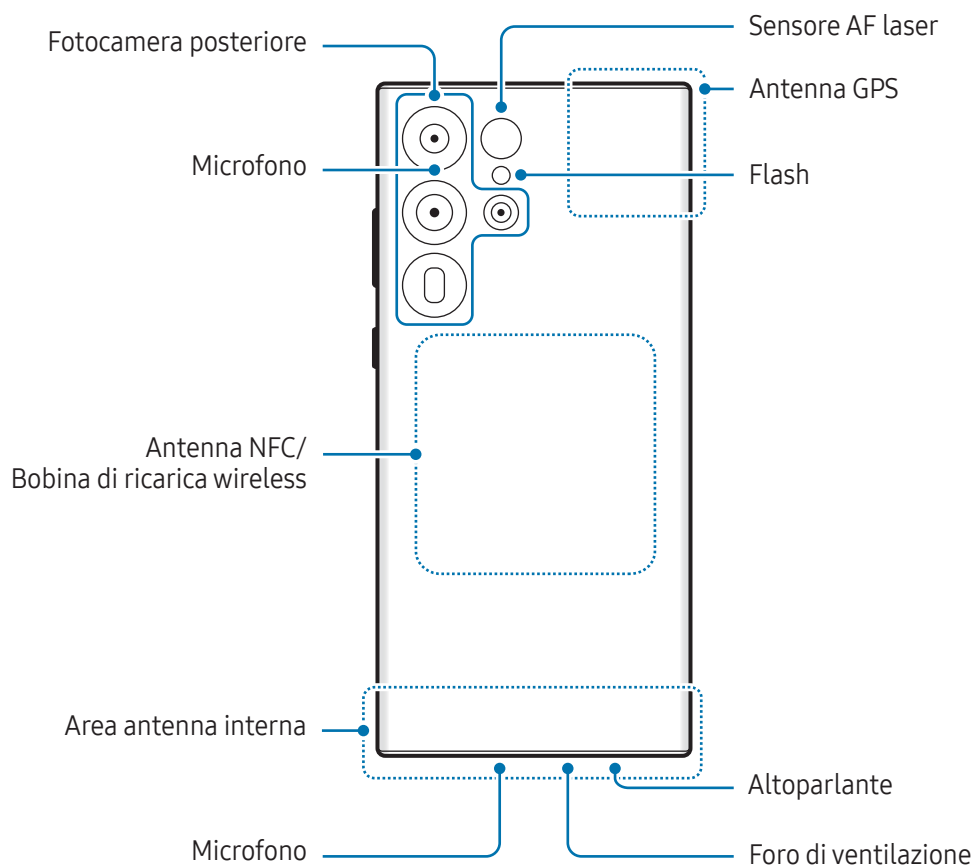 Sensore AF laser
Fotocamera posteriore
Antenna GPS
Microfono
Flash
Antenna NFC/
Bobina di ricarica wireless
Area antenna interna
Altoparlante
Microfono
Foro di ventilazione